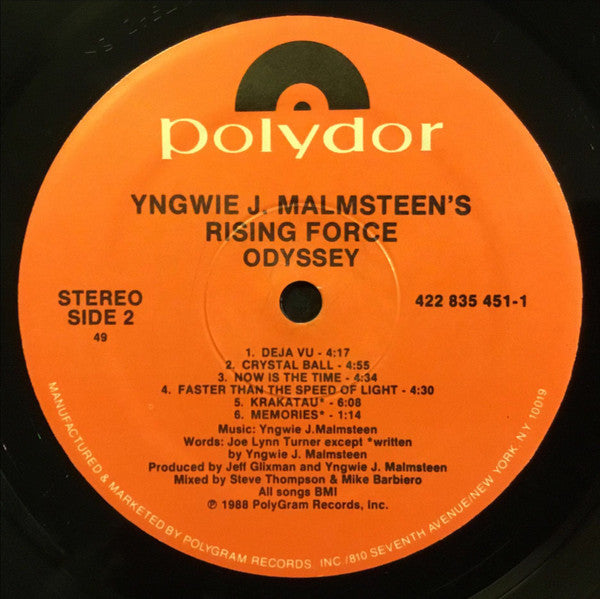 polydor
YNGWIE J. MALMSTEEN'S
RISING FORCE
ODYSSEY
STEREO
SIDE 2
49
422 835 451-1
1. DEJA VU - 4:17
2. CRYSTAL BALL - 4:55
3. NOW IS THE TIME - 4:34
4. FASTER THAN THE SPEED OF LIGHT - 4:30
5. KRAKATAU* - 6:08
6. MEMORIES* - 1:14
Music: Yngwie J.Malmsteen
Words: Joe Lynn Turner except *written
by Yngwie J. Malmsteen
Produced by Jeff Glixman and Yngwie J. Malmsteen
Mixed by Steve Thompson & Mike Barbiero
All songs BMI
℗ 1988 PolyGram Records, Inc.
MANUFACTURED & MARKETED BY POLYGRAM RECORDS, INC /810 SEVENTH AVENUE/NEW YORK, NY 10019